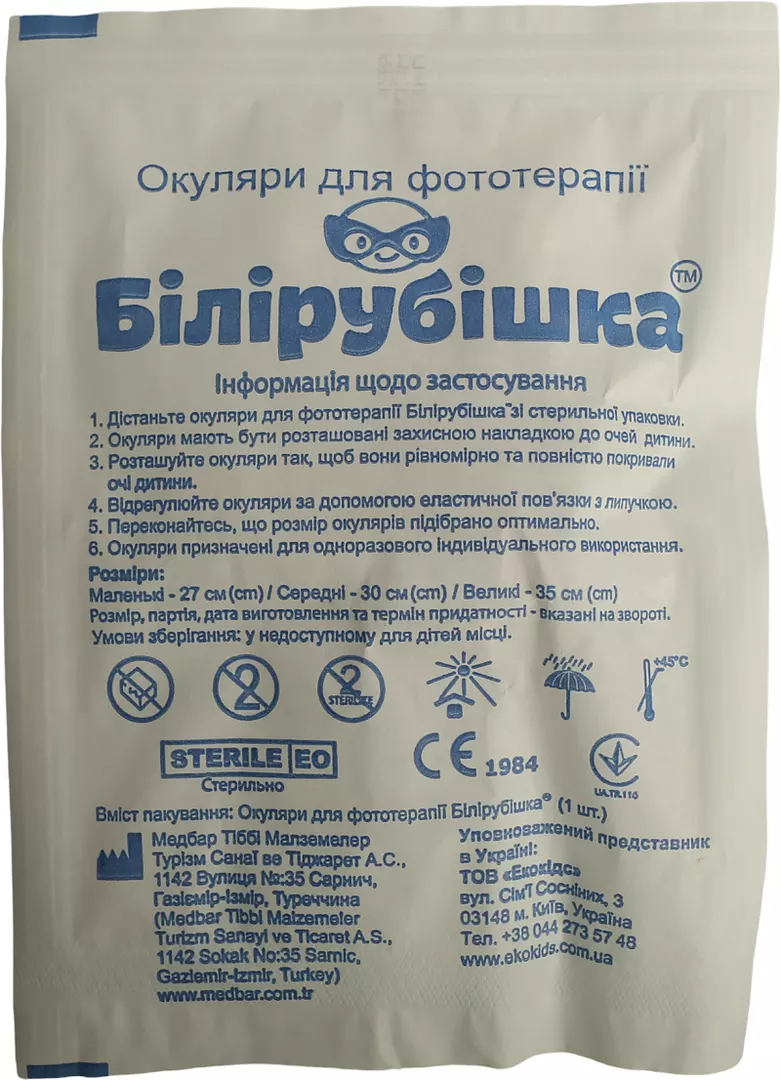 Окуляри для фототерапії
Білірубішка™
Інформація щодо застосування
1. Дістаньте окуляри для фототерапії Білірубішка™зі стерильної упаковки.
2. Окуляри мають бути розташовані захисною накладкою до очей дитини.
3. Розташуйте окуляри так, щоб вони рівномірно та повністю покривали
очі дитини.
4. Відрегулюйте окуляри за допомогою еластичної пов'язки з липучкою.
5. Переконайтесь, що розмір окулярів підібрано оптимально.
6. Окуляри призначені для одноразового індивідуального використання.
Розміри:
Маленькі - 27 см (cm) / Середні - 30 см (cm) / Великі - 35 см (cm)
Розмір, партія, дата виготовлення та термін придатності - вказані на звороті.
Умови зберігання: у недоступному для дітей місці.
2
2
STERILIZE
+45°C
STERILE EO
Стерильно
CE 1984
UA.TR.116
Вміст пакування: Окуляри для фототерапії Білірубішка® (1 шт.)
Медбар Тіббі Малземелер
Турізм Санаї ве Тіджарет А.С.,
1142 Вулиця №:35 Сарнич,
Газіємір-Ізмір, Туреччина
(Medbar Tibbi Malzemeler
Turizm Sanayi ve Ticaret A.S.,
1142 Sokak No:35 Sarnic,
Gaziemir-Izmir, Turkey)
www.medbar.com.tr
Уповноважений представник
в Україні:
ТОВ «Екокідс»
вул. Сім'ї Сосніних, 3
03148 м. Київ, Україна
Тел. +38 044 273 57 48
www.ekokids.com.ua